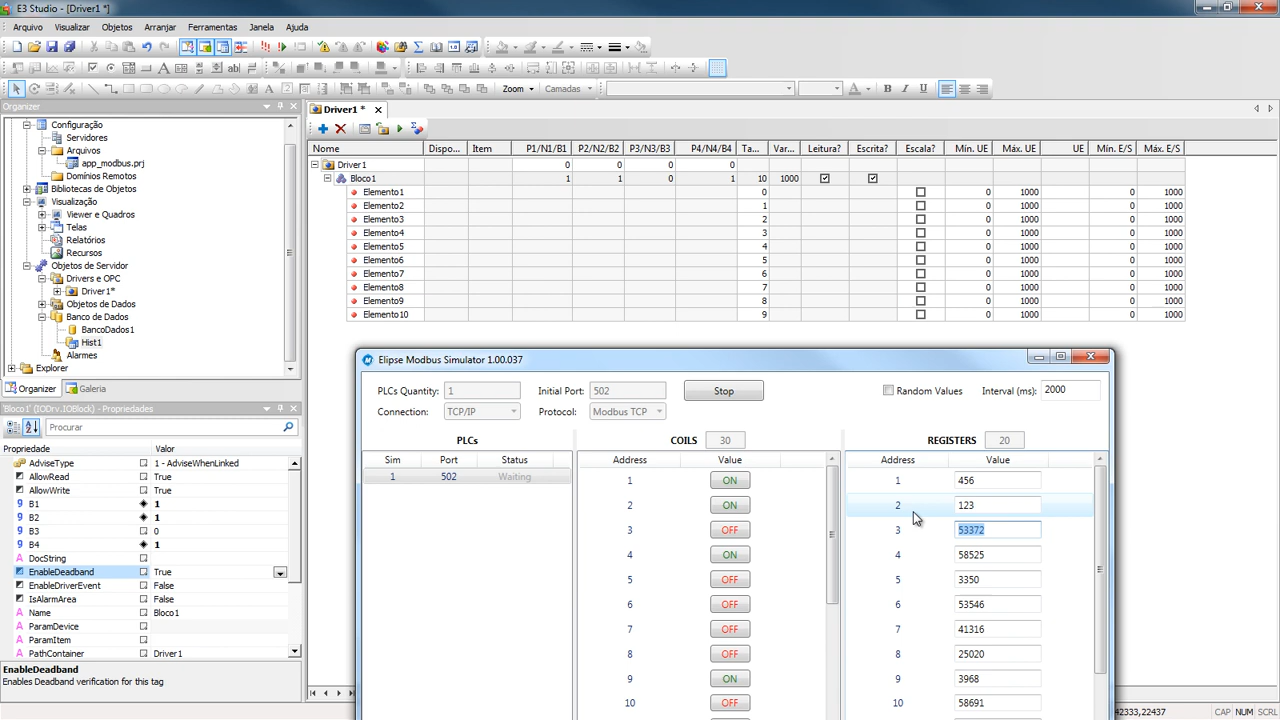 E3 Studio - [Driver1 *]
Arquivo Visualizar Objetos Arranjar Ferramentas Janela Ajuda
Zoom Camadas B I U
Organizer
Configuração
Servidores
Arquivos
app_modbus.prj
Domínios Remotos
Bibliotecas de Objetos
Visualização
Viewer e Quadros
Telas
Relatórios
Recursos
Objetos de Servidor
Drivers e OPC
Driver1*
Objetos de Dados
Banco de Dados
BancoDados1
Hist1
Alarmes
Explorer
Organizer Galeria
'Bloco1' (IODrv.IOBlock) - Propriedades
Procurar
Propriedade Valor
AdviseType 1 - AdviseWhenLinked
AllowRead True
AllowWrite True
B1 1
B2 1
B3 0
B4 1
DocString
EnableDeadband True
EnableDriverEvent False
IsAlarmArea False
Name Bloco1
ParamDevice
ParamItem
PathContainer Driver1
EnableDeadband
Enables Deadband verification for this tag
Driver1 *
Nome Dispo... Item P1/N1/B1 P2/N2/B2 P3/N3/B3 P4/N4/B4 Ta... Var... Leitura? Escrita? Escala? Mín. UE Máx. UE UE Mín. E/S Máx. E/S
Driver1 0 0 0 0
Bloco1 1 1 0 1 10 1000
Elemento1 0 0 1000 0 1000
Elemento2 1 0 1000 0 1000
Elemento3 2 0 1000 0 1000
Elemento4 3 0 1000 0 1000
Elemento5 4 0 1000 0 1000
Elemento6 5 0 1000 0 1000
Elemento7 6 0 1000 0 1000
Elemento8 7 0 1000 0 1000
Elemento9 8 0 1000 0 1000
Elemento10 9 0 1000 0 1000
Elipse Modbus Simulator 1.00.037
PLCs Quantity: 1 Initial Port: 502 Stop Random Values Interval (ms): 2000
Connection: TCP/IP Protocol: Modbus TCP
PLCs COILS 30 REGISTERS 20
Sim Port Status Address Value Address Value
1 502 Waiting 1 ON 1 456
2 ON 2 123
3 OFF 3 53372
4 ON 4 58525
5 OFF 5 3350
6 OFF 6 53546
7 OFF 7 41316
8 OFF 8 25020
9 ON 9 3968
10 OFF 10 58691
42333,22437 CAP NUM SCRL